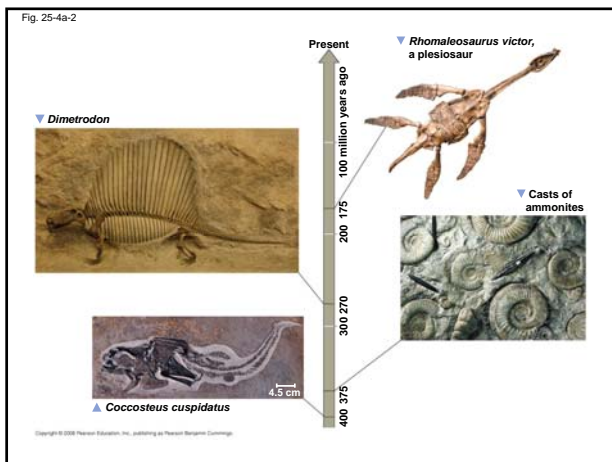 Fig. 25-4a-2
Present
▼ Rhomaleosaurus victor,
a plesiosaur
▼ Dimetrodon
100 million years ago
▼ Casts of
ammonites
175
200
270
300
4.5 cm
375
400
▲ Coccosteus cuspidatus
Copyright © 2008 Pearson Education, Inc., publishing as Pearson Benjamin Cummings.